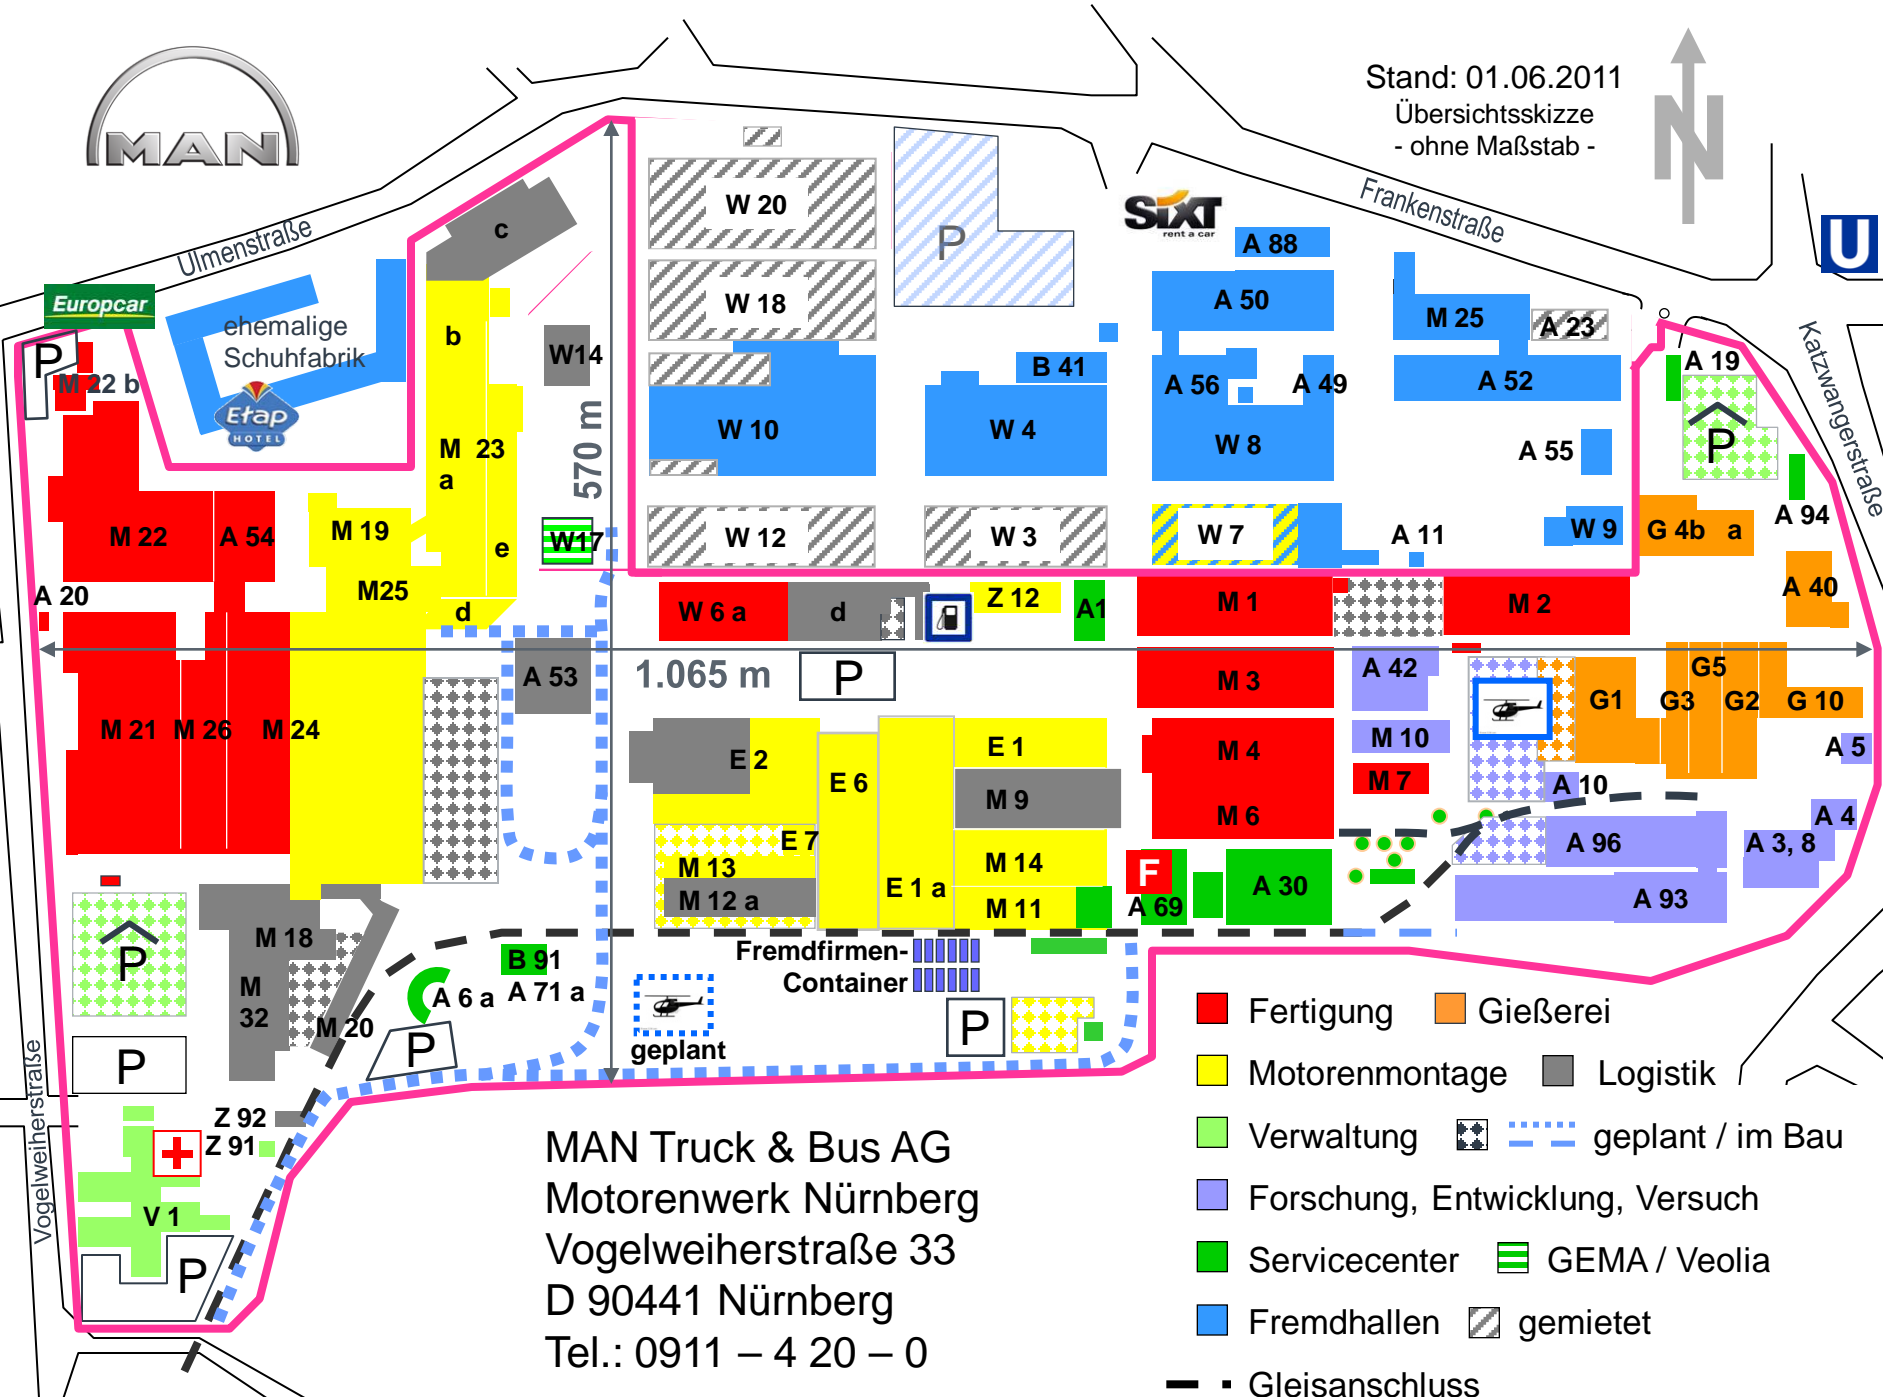 MAN
Stand: 01.06.2011
Übersichtsskizze
- ohne Maßstab -
N
Ulmenstraße
Frankenstraße
Katzwangerstraße
Vogelweiherstraße
U
SIXT
rent a car
Europcar
ehemalige
Schuhfabrik
Etap
HOTEL
c
b
M 23
a
e
d
W14
W17
570 m
1.065 m
W 20
W 18
W 10
W 12
P
B 41
W 4
W 3
A 88
A 50
A 56
A 49
W 8
W 7
M 25
A 23
A 52
A 55
A 11
W 9
A 19
P
A 94
G 4b a
A 40
P
M 22 b
M 22
A 54
A 20
M 19
M25
M 21
M 26
M 24
A 53
W 6 a
d
Z 12
A1
M 1
M 2
P
M 3
A 42
M 4
M 10
M 7
M 6
G1
G3
G5
G2
G 10
A 5
A 10
A 4
A 96
A 3, 8
A 93
E 2
E 6
E 1
M 9
E 7
M 13
M 12 a
E 1 a
M 14
M 11
F
A 69
A 30
P
M 18
M
32
M 20
P
B 91
A 6 a
A 71 a
P
Fremdfirmen-
Container
geplant
P
Z 92
Z 91
V 1
P
MAN Truck & Bus AG
Motorenwerk Nürnberg
Vogelweiherstraße 33
D 90441 Nürnberg
Tel.: 0911 – 4 20 – 0
Fertigung
Gießerei
Motorenmontage
Logistik
Verwaltung
geplant / im Bau
Forschung, Entwicklung, Versuch
Servicecenter
GEMA / Veolia
Fremdhallen
gemietet
Gleisanschluss